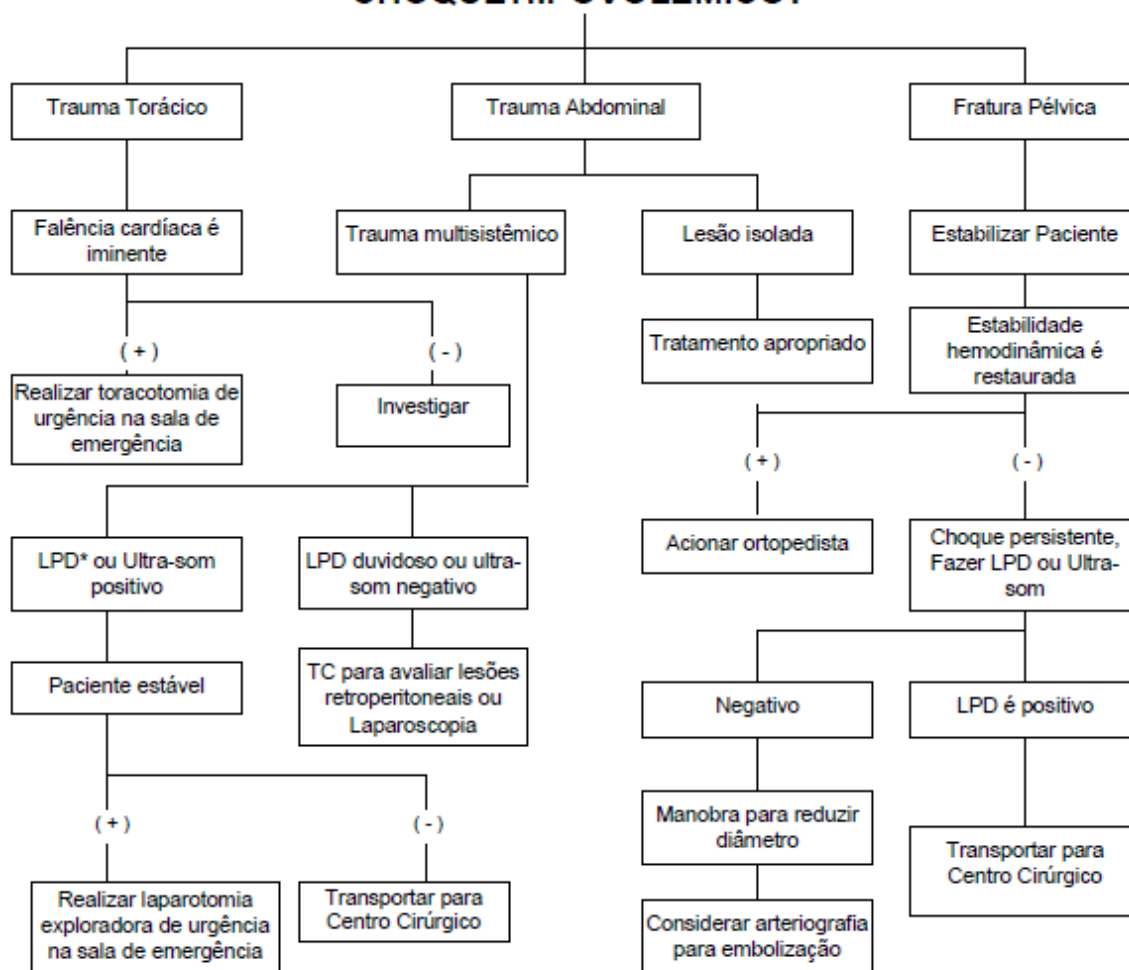 Trauma Torácico
Trauma Abdominal
Fratura Pélvica
Falência cardíaca é
iminente
Trauma multisistêmico
Lesão isolada
Estabilizar Paciente
Tratamento apropriado
Estabilidade
hemodinâmica é
restaurada
( + )
( - )
Realizar toracotomia de
urgência na sala de
emergência
Investigar
( + )
( - )
LPD* ou Ultra-som
positivo
LPD duvidoso ou ultra-
som negativo
Acionar ortopedista
Choque persistente,
Fazer LPD ou Ultra-
som
Paciente estável
TC para avaliar lesões
retroperitoneais ou
Laparoscopia
Negativo
LPD é positivo
( + )
( - )
Manobra para reduzir
diâmetro
Transportar para
Centro Cirúrgico
Realizar laparotomia
exploradora de urgência
na sala de emergência
Transportar para
Centro Cirúrgico
Considerar arteriografia
para embolização